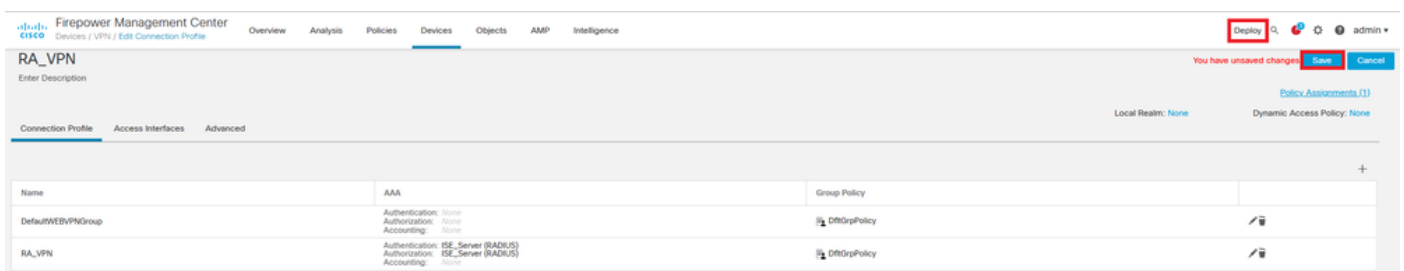 Firepower Management Center
CISCO Devices / VPN / Edit Connection Profile
Overview Analysis Policies Devices Objects AMP Intelligence
Deploy admin
RA_VPN
You have unsaved changes Save Cancel
Enter Description
Policy Assignments (1)
Local Realm: None Dynamic Access Policy: None
Connection Profile Access Interfaces Advanced
Name AAA Group Policy
DefaultWEBVPNGroup
Authentication: None
Authorization: None
Accounting: None
DfltGrpPolicy
RA_VPN
Authentication: ISE_Server (RADIUS)
Authorization: ISE_Server (RADIUS)
Accounting: None
DfltGrpPolicy